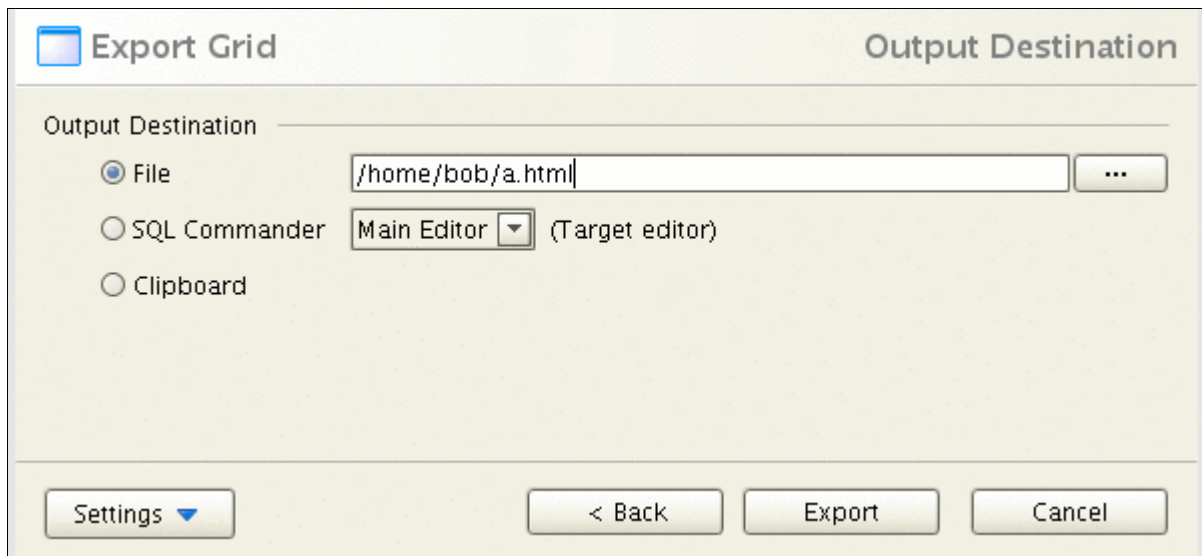 Export Grid Output Destination
Output Destination
File /home/bob/a.html ...
SQL Commander Main Editor (Target editor)
Clipboard
Settings < Back Export Cancel